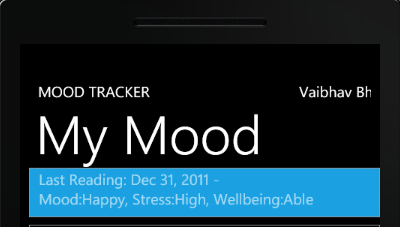 MOOD TRACKER Vaibhav Bh
My Mood
Last Reading: Dec 31, 2011 -
Mood:Happy, Stress:High, Wellbeing:Able